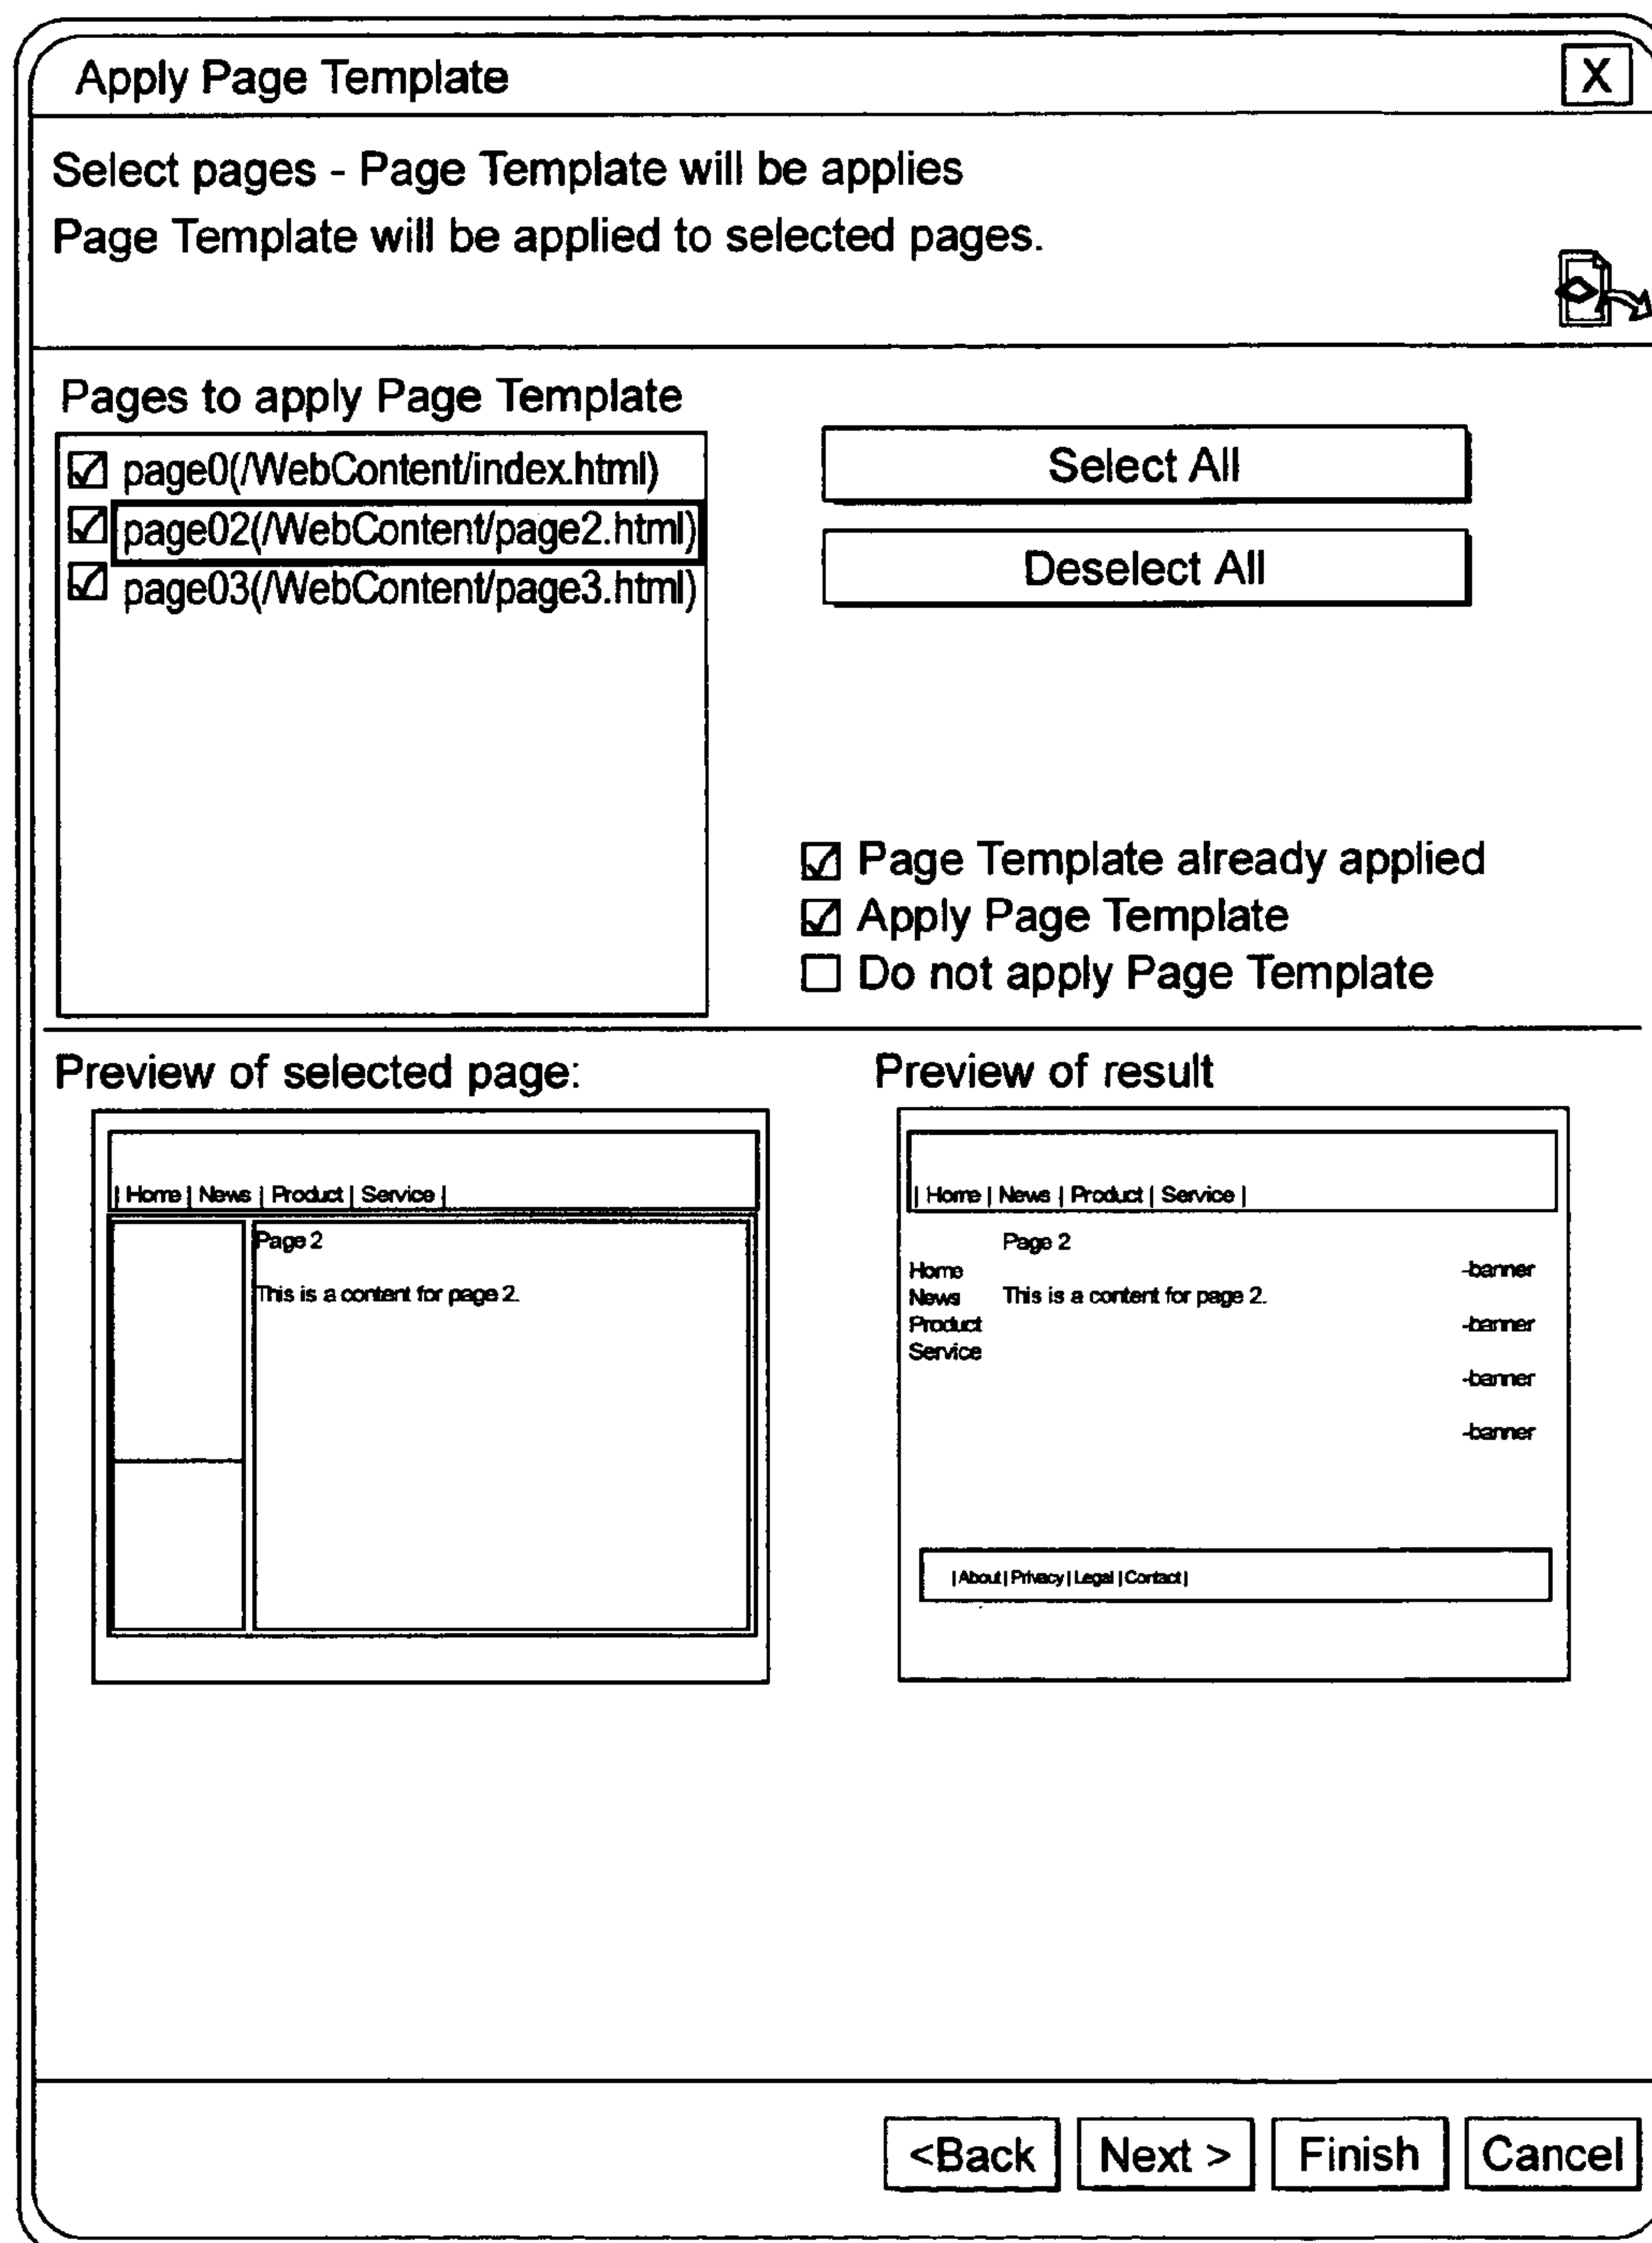 Apply Page Template
X
Select pages - Page Template will be applies
Page Template will be applied to selected pages.
Pages to apply Page Template
page0(/WebContent/index.html)
page02(/WebContent/page2.html)
page03(/WebContent/page3.html)
Select All
Deselect All
Page Template already applied
Apply Page Template
Do not apply Page Template
Preview of selected page:
| Home | News | Product | Service |
Page 2
This is a content for page 2.
Preview of result
| Home | News | Product | Service |
Page 2
Home
News
Product
Service
This is a content for page 2.
-banner
-banner
-banner
-banner
| About | Privacy | Legal | Contact |
<Back
Next >
Finish
Cancel